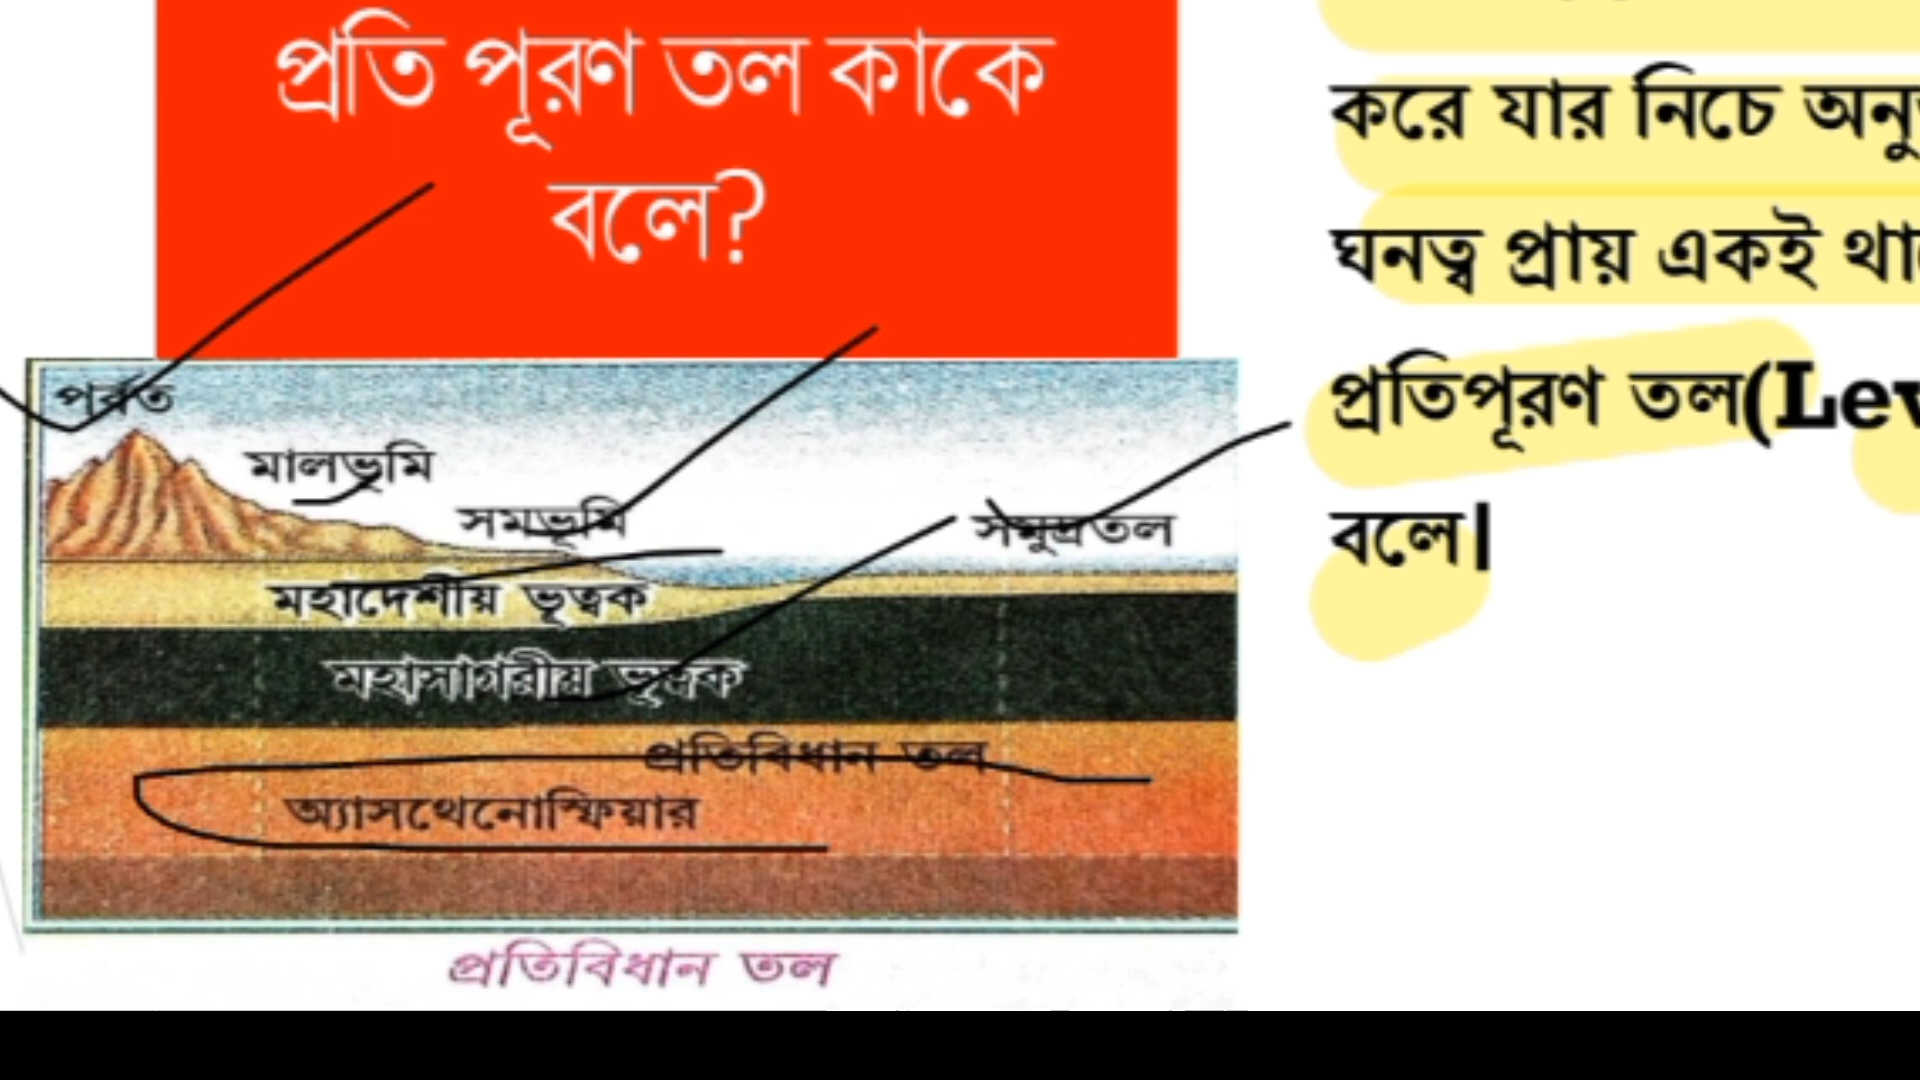 প্রতি পূরণ তল কাকে
বলে?
পর্বত
মালভূমি
সমভূমি
সমুদ্রতল
মহাদেশীয় ভূত্বক
মহাসাগরীয় ভূত্বক
প্রতিবিধান তল
অ্যাসথেনোস্ফিয়ার
প্রতিবিধান তল
করে যার নিচে
ঘনত্ব প্রায় একই
প্রতিপূরণ তল(Lev
বলে।